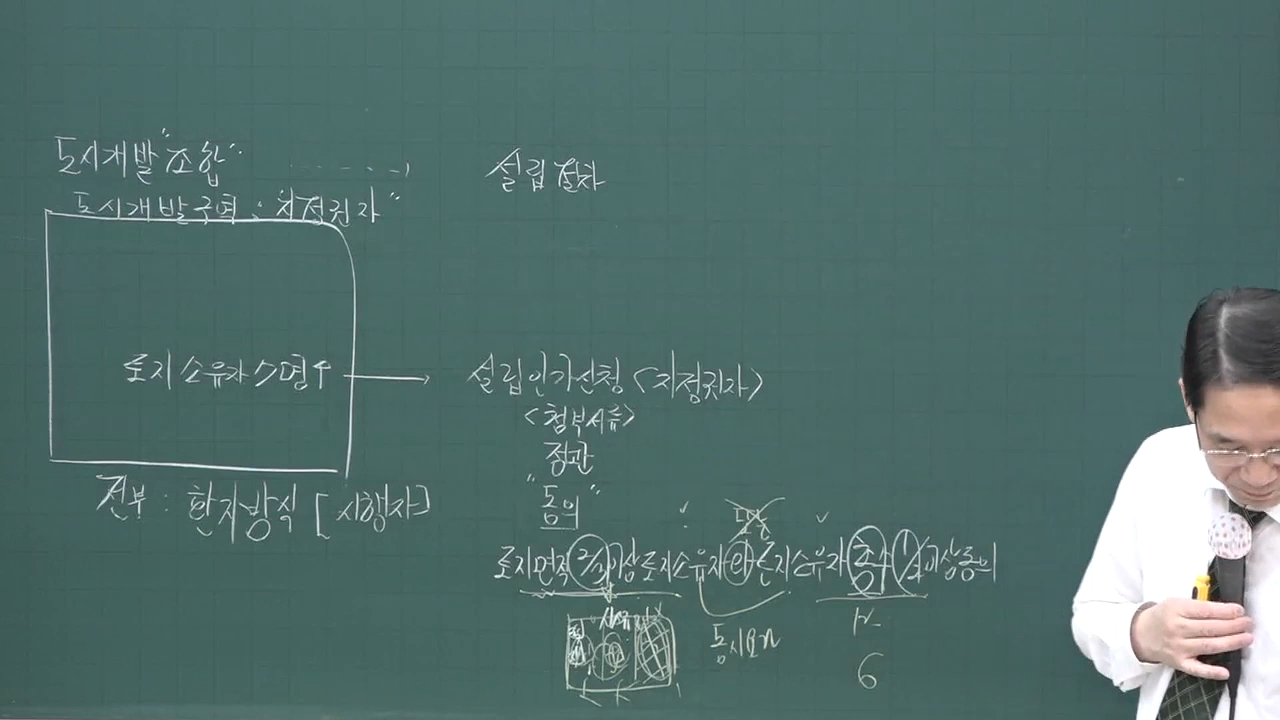 도시개발 "조합"
설립절차
도시개발구역 : 지정권자"
토지소유자 7명↑
설립인가신청 <지정권자>
<첨부서류>
정관
"동의"
전부 : 환지방식 [시행자]
토지면적 2/3이상 토지소유자와 토지소유자 총수 1/2이상동의
동시요건
12
6